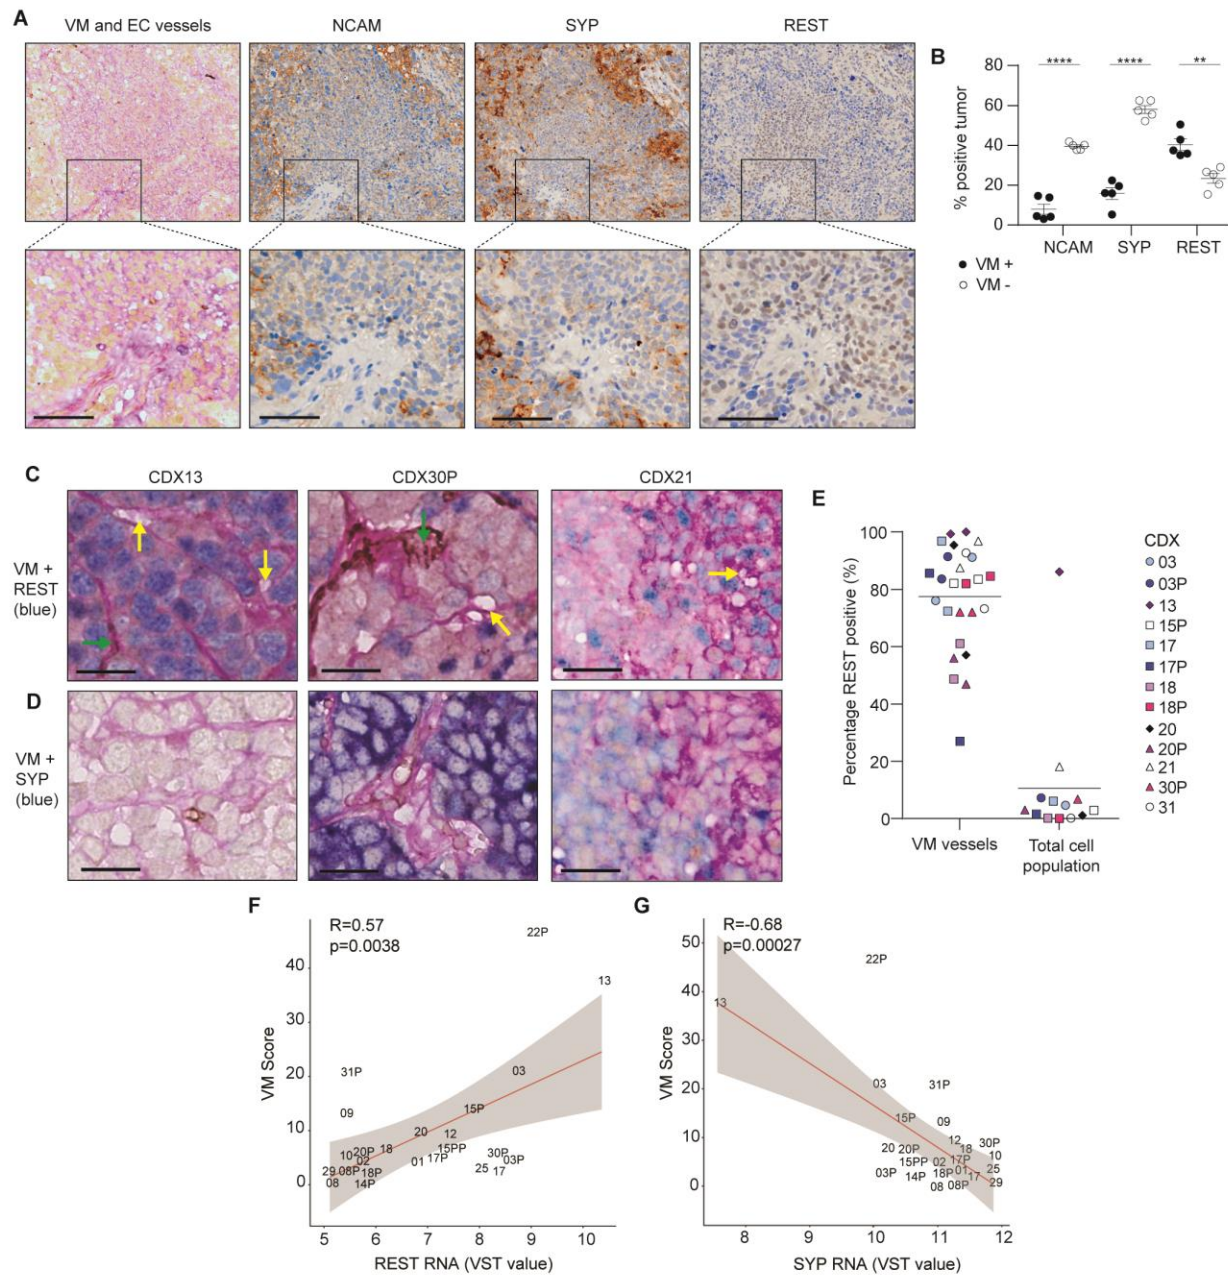 A
VM and EC vessels
NCAM
SYP
REST
B
80
60
40
20
0
% positive tumor
****
****
**
NCAM
SYP
REST
VM +
VM -
C
CDX13
CDX30P
CDX21
VM +
REST
(blue)
D
VM +
SYP
(blue)
E
100
80
60
40
20
0
Percentage REST positive (%)
VM vessels
Total cell
population
CDX
03
03P
13
15P
17
17P
18
18P
20
20P
21
30P
31
F
R=0.57
p=0.0038
VM Score
40
30
20
10
0
22P
13
31P
03
09
15P
20
12
10
20P
18
15PP
30P
02
01
17P
03P
29
08P
18P
25
17
08
14P
5
6
7
8
9
10
REST RNA (VST value)
G
R=-0.68
p=0.00027
VM Score
50
40
30
20
10
0
22P
13
03
31P
15P
09
12
30P
20
20P
18
10
15PP
02
17P
03P
14P
18P
01
17
25
08
08P
29
8
9
10
11
12
SYP RNA (VST value)